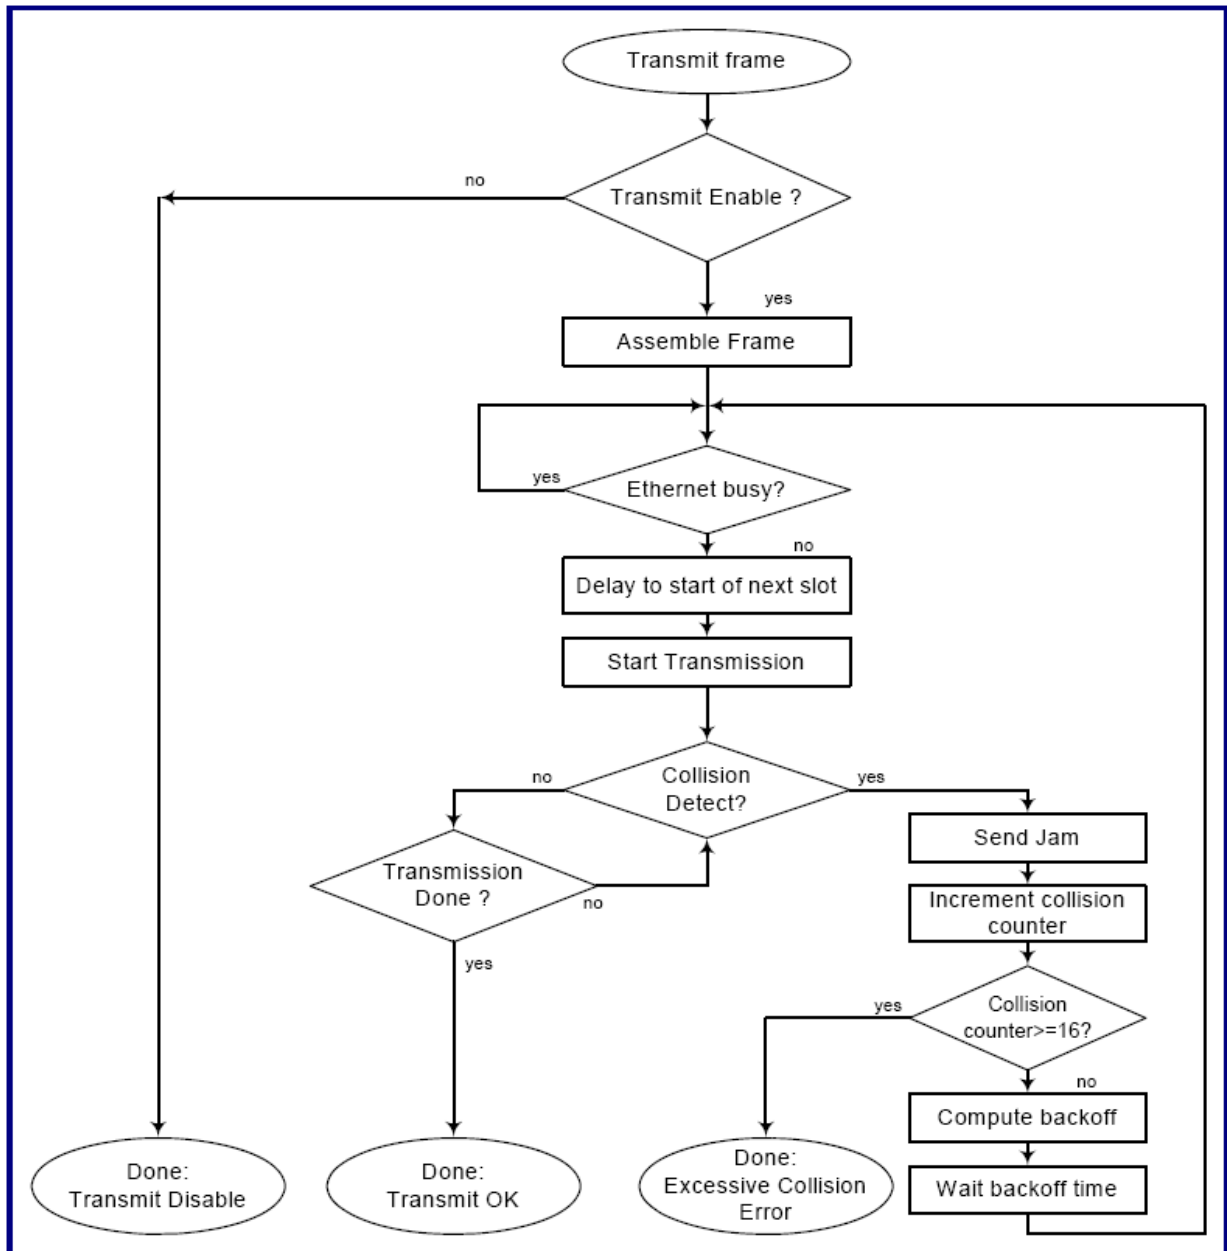 Transmit frame
no
Transmit Enable ?
yes
Assemble Frame
yes
Ethernet busy?
no
Delay to start of next slot
Start Transmission
no
Collision
Detect?
yes
Send Jam
Transmission
Done ?
no
Increment collision
counter
yes
yes
Collision
counter>=16?
no
Compute backoff
Wait backoff time
Done:
Transmit Disable
Done:
Transmit OK
Done:
Excessive Collision
Error